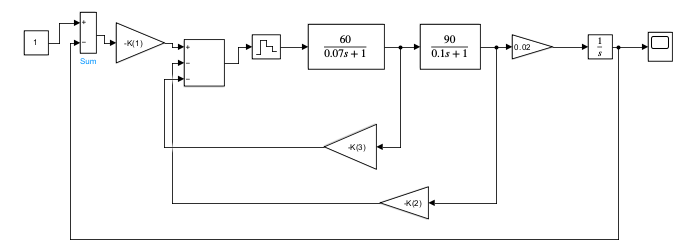 1
+
−
Sum
-K(1)
+
−
−
60
0.07s + 1
90
0.1s + 1
0.02
1
s
-K(3)
-K(2)